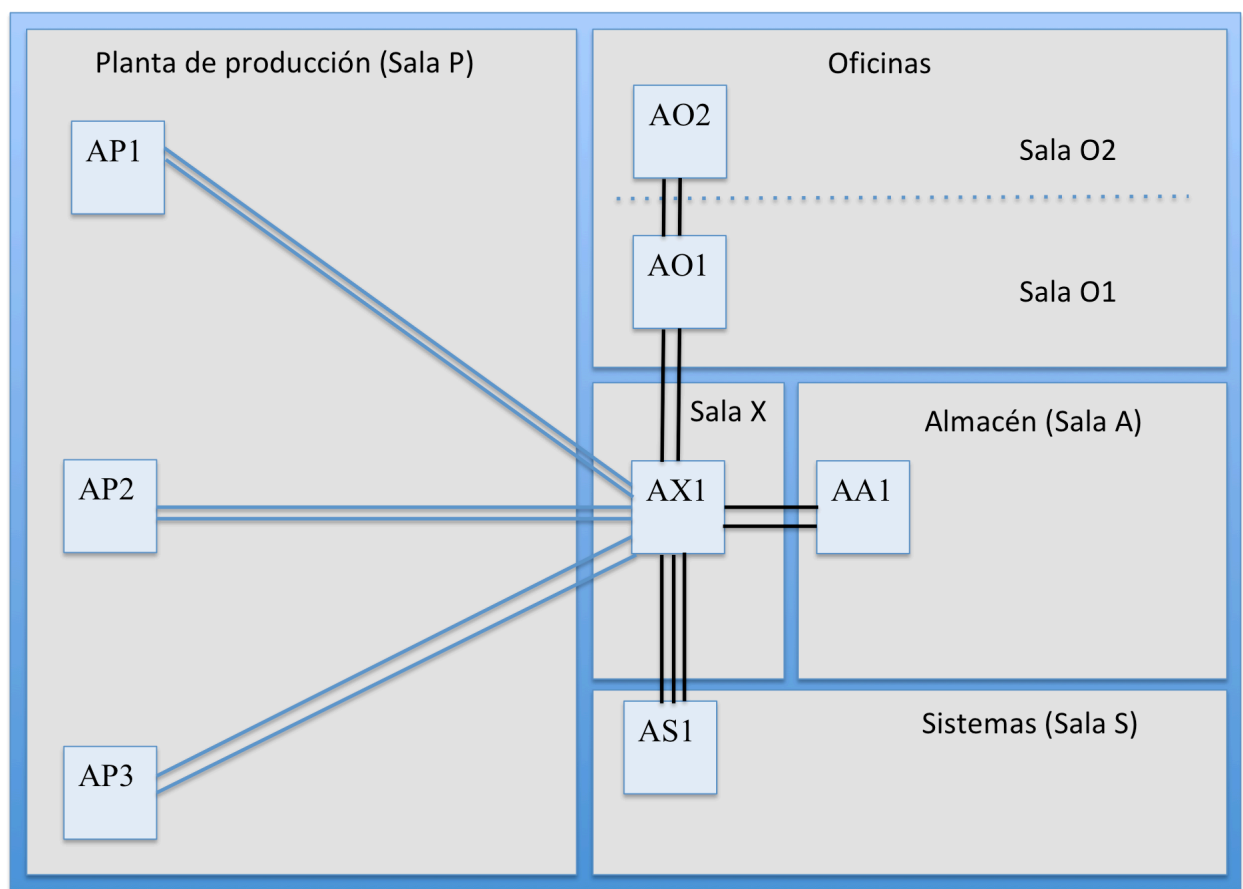 Planta de producción (Sala P)
AP1
AP2
AP3
Oficinas
AO2
Sala O2
AO1
Sala O1
Sala X
AX1
Almacén (Sala A)
AA1
Sistemas (Sala S)
AS1